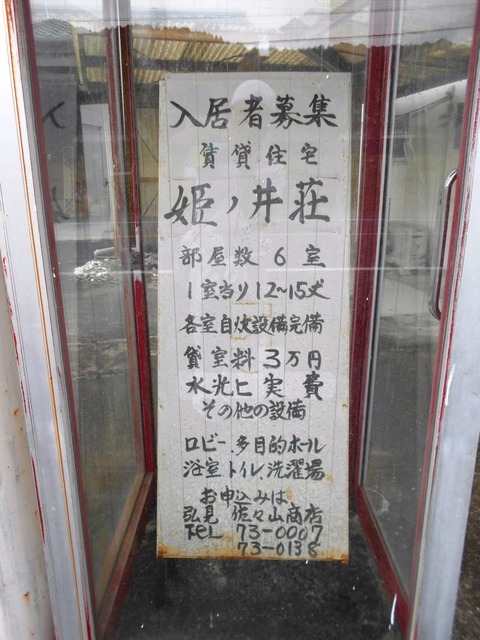 入居者募集
賃貸住宅
姫ノ井荘
部屋数 6 室
1室当り12~15丈
各室自炊設備完備
貸室料 3万円
水光ヒ 実費
その他の設備
ロビー、多目的ホール
浴室、トイレ、洗濯場
お申込みは、
弘見 佐々山商店
TEL 73-0007
73-0138